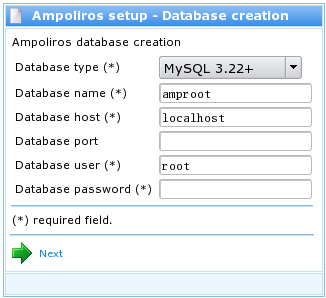 Ampoliros setup - Database creation
Ampoliros database creation
Database type (*) MySQL 3.22+
Database name (*) amproot
Database host (*) localhost
Database port
Database user (*) root
Database password (*)
(*) required field.
Next